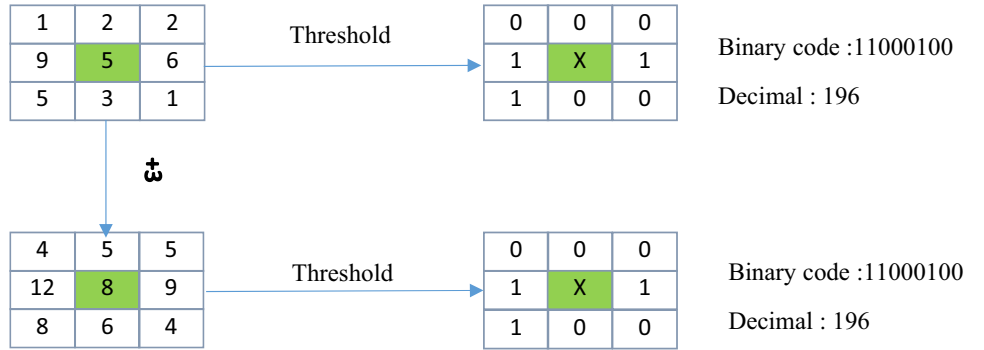 1 2 2
9 5 6
5 3 1
Threshold
0 0 0
1 X 1
1 0 0
Binary code :11000100
Decimal : 196
+3
4 5 5
12 8 9
8 6 4
Threshold
0 0 0
1 X 1
1 0 0
Binary code :11000100
Decimal : 196